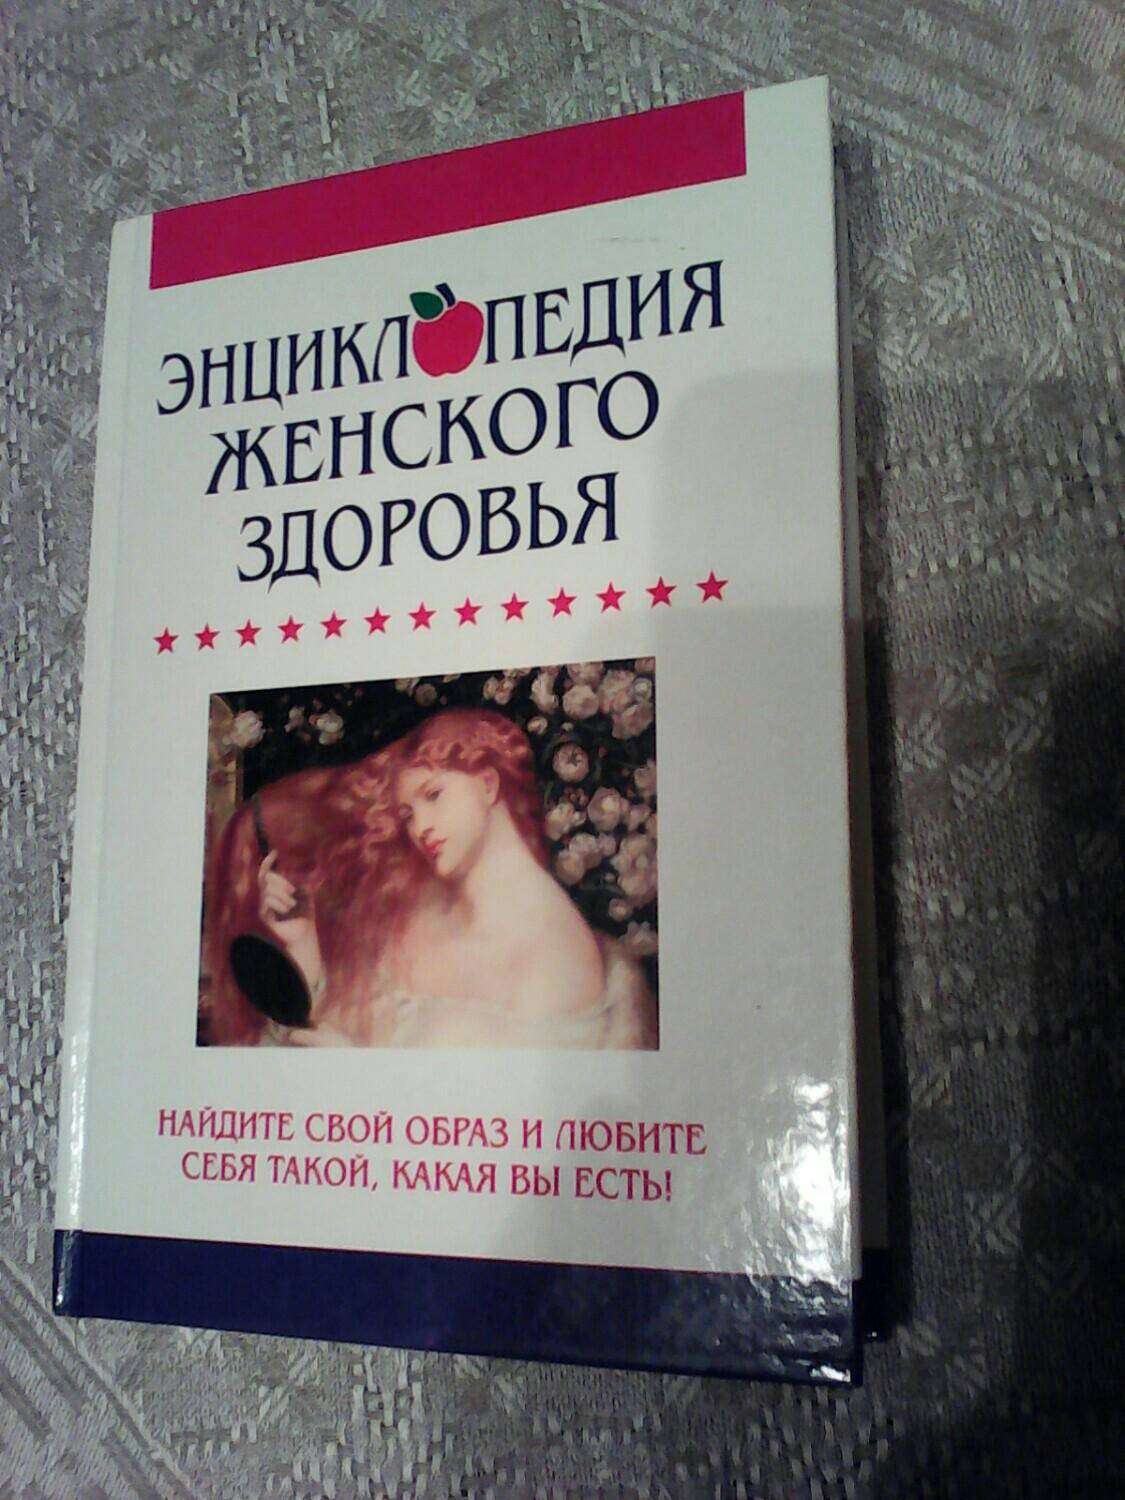 ЭНЦИКЛОПЕДИЯ
ЖЕНСКОГО
ЗДОРОВЬЯ
НАЙДИТЕ СВОЙ ОБРАЗ И ЛЮБИТЕ
СЕБЯ ТАКОЙ, КАКАЯ ВЫ ЕСТЬ!